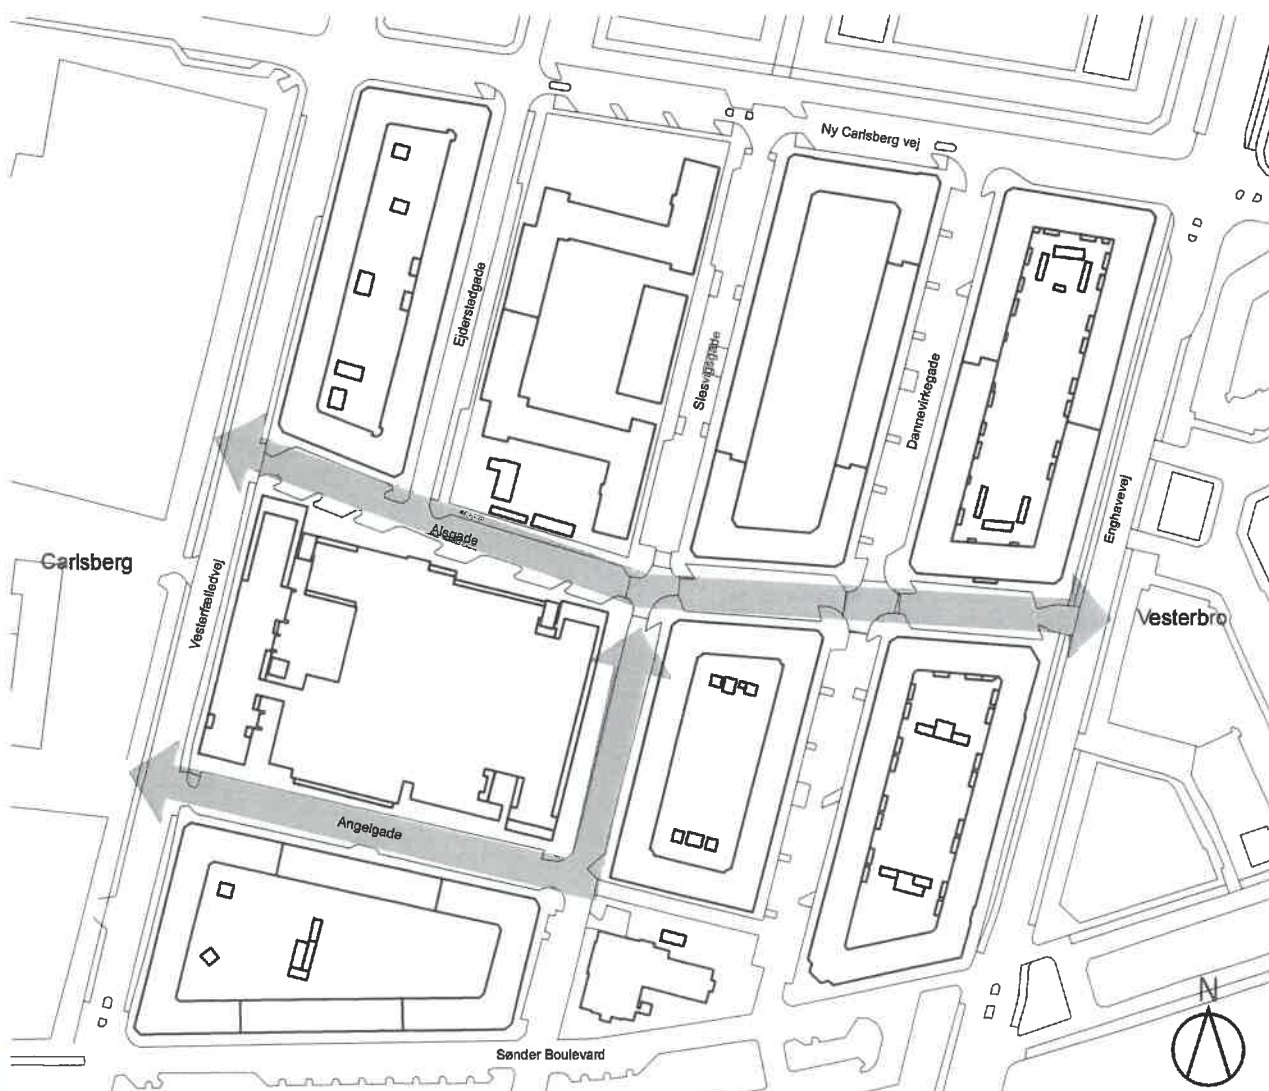 Ny Carlsberg vej
Ejderstedgade
Slesvigsgade
Dannevirkegade
Enghavevej
Alsgade
Carlsberg
Vesterfælledvej
Vesterbro
Angelgade
N
Sønder Boulevard